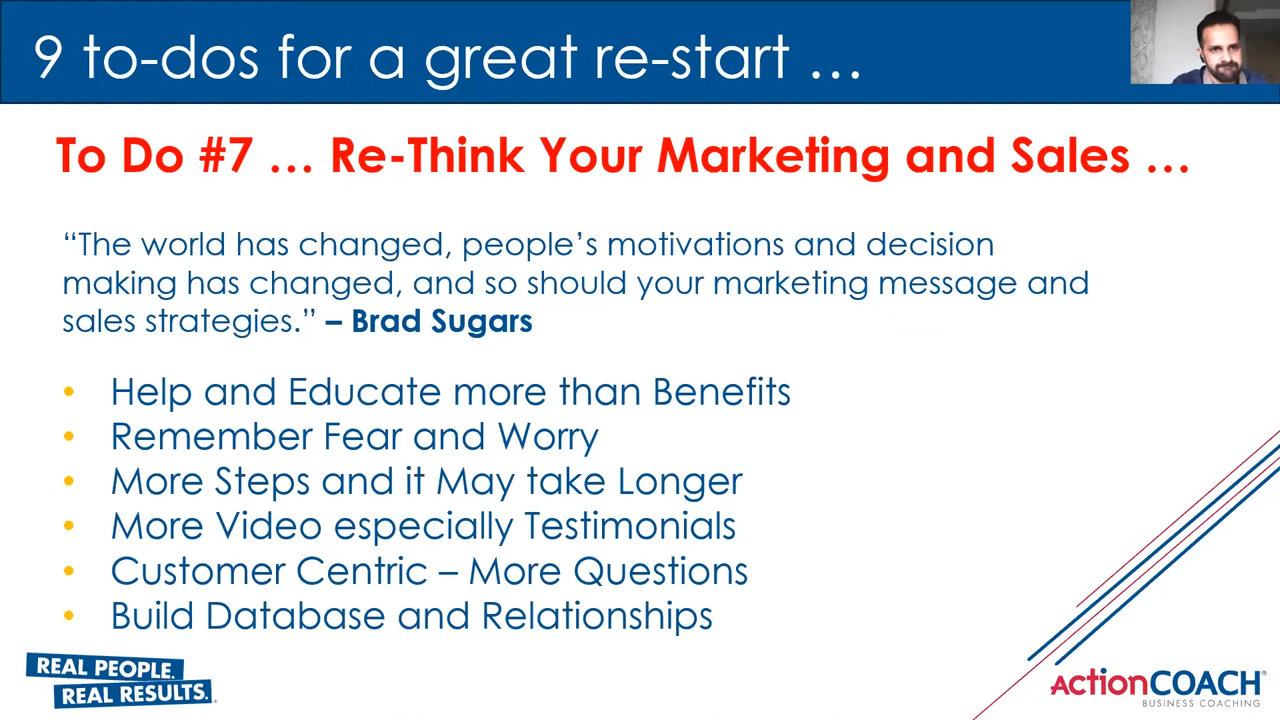 9 to-dos for a great re-start …
To Do #7 … Re-Think Your Marketing and Sales …
“The world has changed, people’s motivations and decision
making has changed, and so should your marketing message and
sales strategies.” – Brad Sugars
• Help and Educate more than Benefits
• Remember Fear and Worry
• More Steps and it May take Longer
• More Video especially Testimonials
• Customer Centric – More Questions
• Build Database and Relationships
REAL PEOPLE.
REAL RESULTS.
ActionCOACH®
BUSINESS COACHING